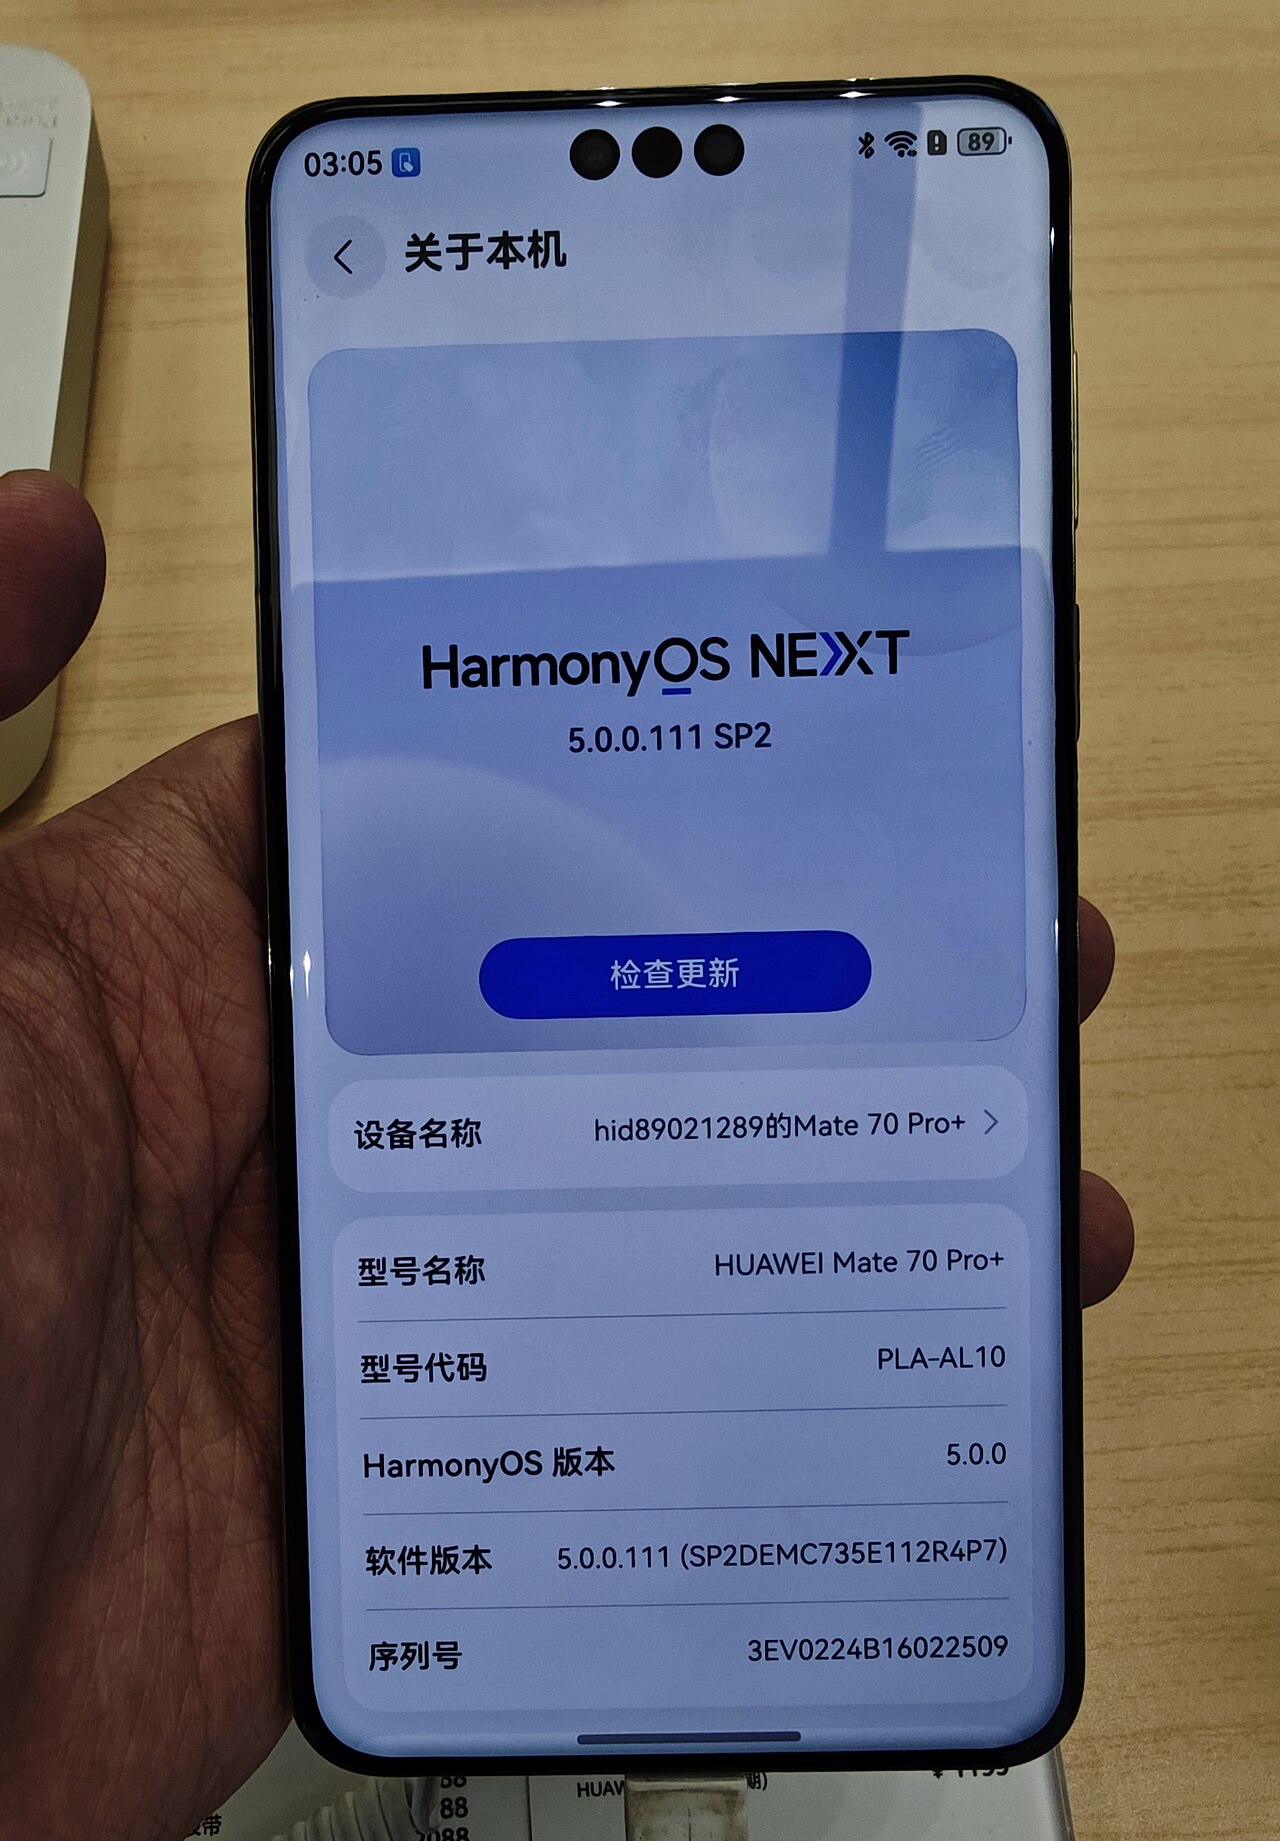 03:05 89
关于本机
HarmonyOS NEXT
5.0.0.111 SP2
检查更新
设备名称 hid89021289的Mate 70 Pro+
型号名称 HUAWEI Mate 70 Pro+
型号代码 PLA-AL10
HarmonyOS 版本 5.0.0
软件版本 5.0.0.111 (SP2DEMC735E112R4P7)
序列号 3EV0224B16022509
88
88